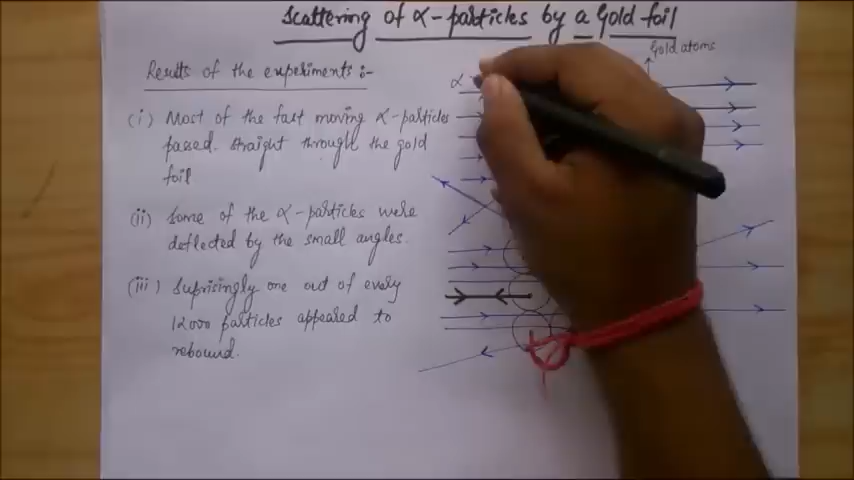 Scattering of α-particles by a Gold foil
Gold atoms
Results of the experiments :-
α
(i) Most of the fast moving α-particles
passed straight through the gold
foil
(ii) Some of the α-particles were
deflected by the small angles.
(iii) Suprisingly one out of every
12000 particles appeared to
rebound.